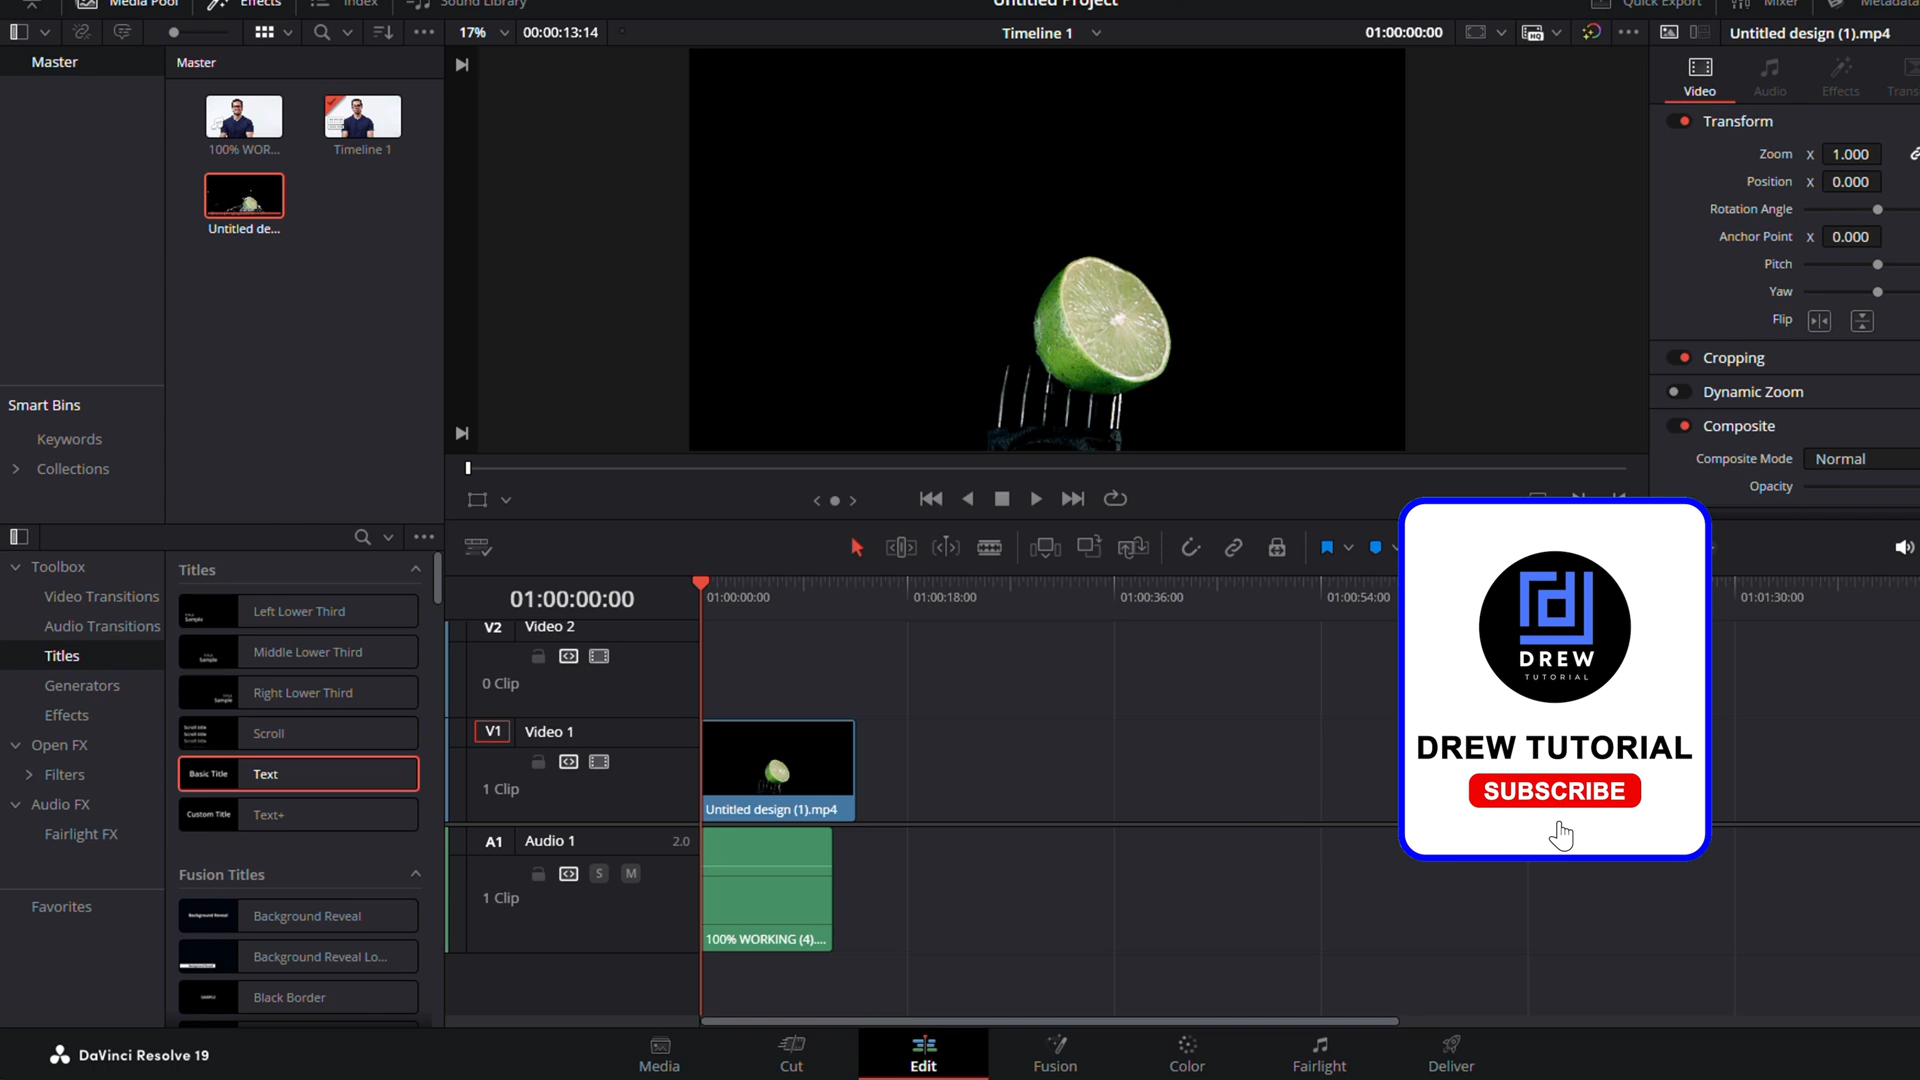 Media Pool
Effects
Index
Sound Library
Untitled Project
Quick Export
Mixer
Metadata
17%
00:00:13:14
Timeline 1
01:00:00:00
Untitled design (1).mp4
Master
Master
100% WOR...
Timeline 1
Untitled de...
Video
Audio
Effects
Trans
Transform
Zoom X 1.000
Position X 0.000
Rotation Angle
Anchor Point X 0.000
Pitch
Yaw
Flip
Cropping
Dynamic Zoom
Composite
Composite Mode Normal
Opacity
Smart Bins
Keywords
Collections
Toolbox
Video Transitions
Audio Transitions
Titles
Generators
Effects
Open FX
Filters
Audio FX
Fairlight FX
Favorites
Titles
Left Lower Third
Middle Lower Third
Right Lower Third
Scroll
Basic Title Text
Custom Title Text+
Fusion Titles
Background Reveal Background Reveal
Background Reveal Lo...
Black Border
01:00:00:00
01:00:00:00
01:00:18:00
01:00:36:00
01:00:54:00
01:01:30:00
V2 Video 2
0 Clip
V1 Video 1
1 Clip
Untitled design (1).mp4
A1 Audio 1 2.0
S M
1 Clip
100% WORKING (4)....
DREW
TUTORIAL
DREW TUTORIAL
SUBSCRIBE
DaVinci Resolve 19
Media
Cut
Edit
Fusion
Color
Fairlight
Deliver